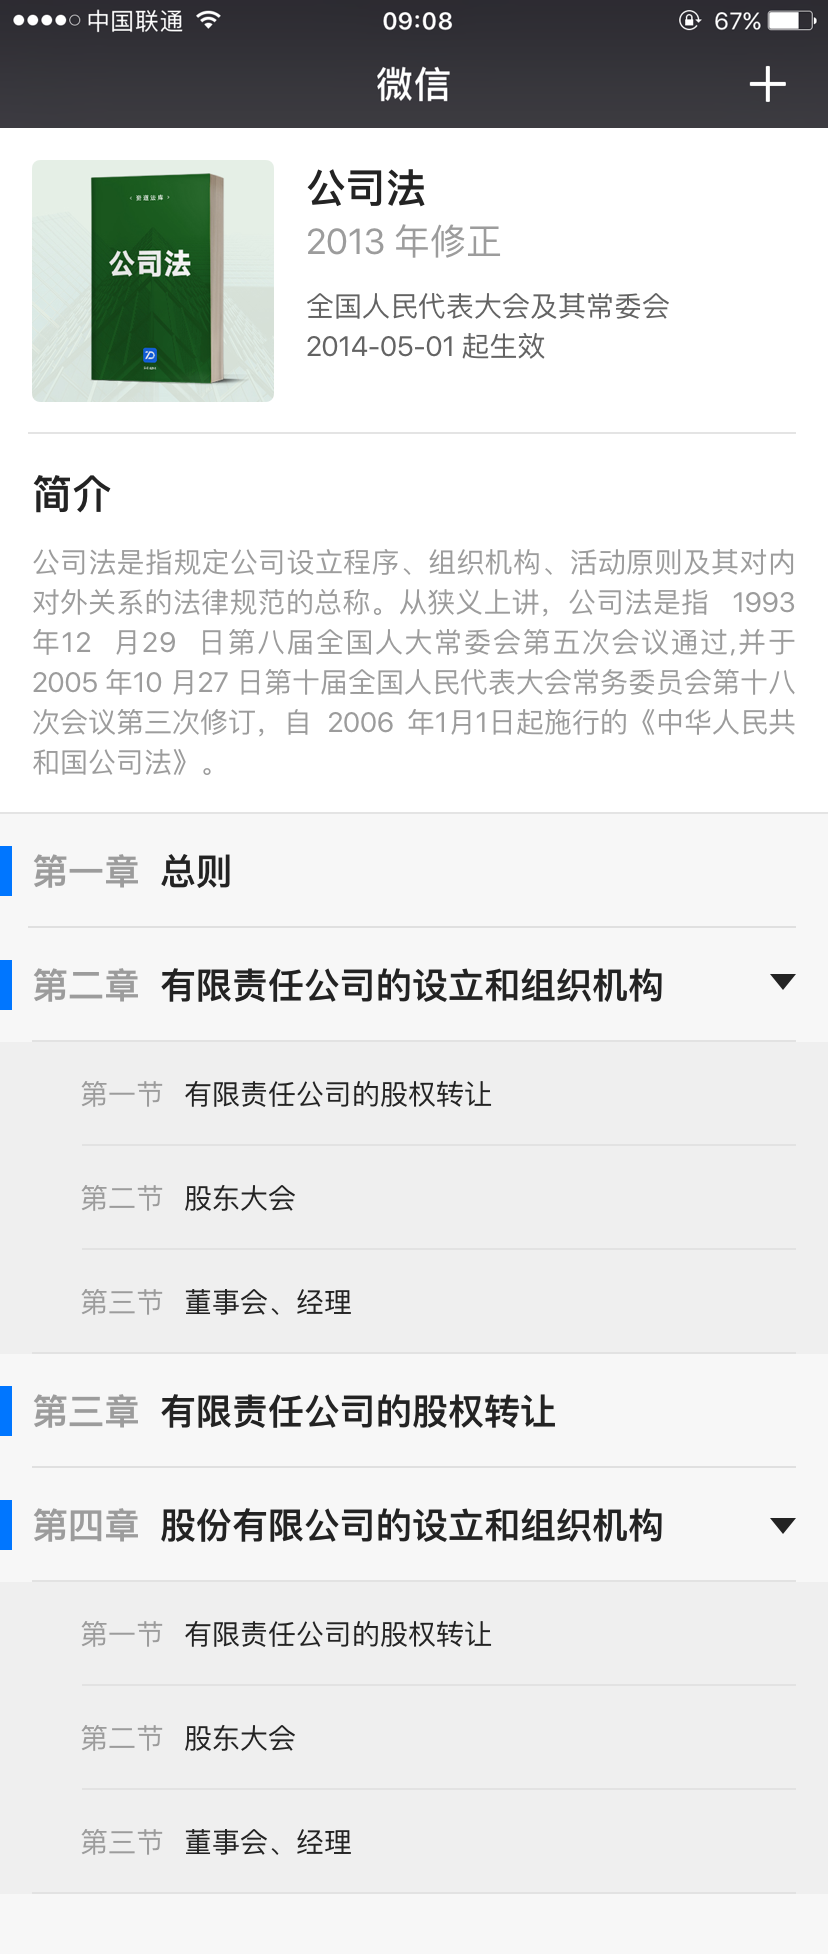 中国联通
09:08
67%
微信
公司法
公司法
2013 年修正
全国人民代表大会及其常委会
2014-05-01 起生效
简介
公司法是指规定公司设立程序、组织机构、活动原则及其对内
对外关系的法律规范的总称。从狭义上讲，公司法是指 1993
年12 月29 日第八届全国人大常委会第五次会议通过,并于
2005 年10 月27 日第十届全国人民代表大会常务委员会第十八
次会议第三次修订，自 2006 年1月1日起施行的《中华人民共
和国公司法》。
第一章 总则
第二章 有限责任公司的设立和组织机构
第一节 有限责任公司的股权转让
第二节 股东大会
第三节 董事会、经理
第三章 有限责任公司的股权转让
第四章 股份有限公司的设立和组织机构
第一节 有限责任公司的股权转让
第二节 股东大会
第三节 董事会、经理